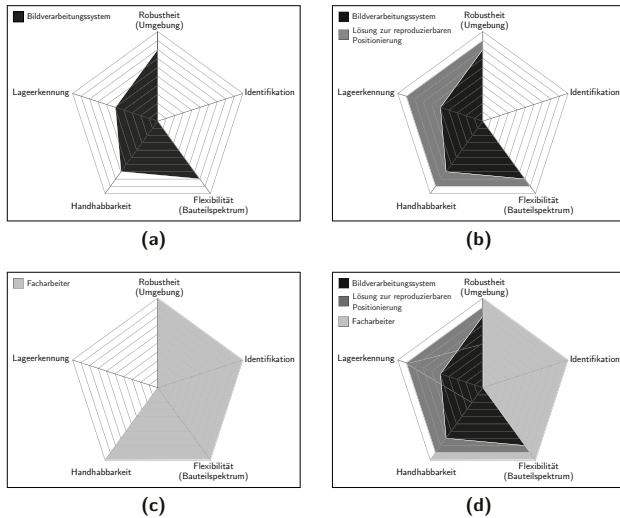 Bildverarbeitungssystem
Robustheit
(Umgebung)
Lageerkennung
Identifikation
Handhabbarkeit
Flexibilität
(Bauteilspektrum)
(a)
Bildverarbeitungssystem
Lösung zur reproduzierbaren
Positionierung
Robustheit
(Umgebung)
Lageerkennung
Identifikation
Handhabbarkeit
Flexibilität
(Bauteilspektrum)
(b)
Facharbeiter
Robustheit
(Umgebung)
Lageerkennung
Identifikation
Handhabbarkeit
Flexibilität
(Bauteilspektrum)
(c)
Bildverarbeitungssystem
Lösung zur reproduzierbaren
Positionierung
Facharbeiter
Robustheit
(Umgebung)
Lageerkennung
Identifikation
Handhabbarkeit
Flexibilität
(Bauteilspektrum)
(d)